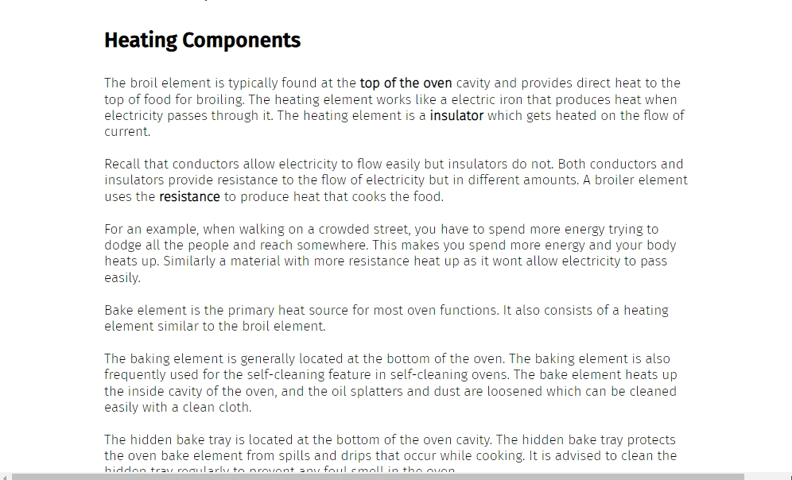 Heating Components
The broil element is typically found at the top of the oven cavity and provides direct heat to the
top of food for broiling. The heating element works like a electric iron that produces heat when
electricity passes through it. The heating element is a insulator which gets heated on the flow of
current.
Recall that conductors allow electricity to flow easily but insulators do not. Both conductors and
insulators provide resistance to the flow of electricity but in different amounts. A broiler element
uses the resistance to produce heat that cooks the food.
For an example, when walking on a crowded street, you have to spend more energy trying to
dodge all the people and reach somewhere. This makes you spend more energy and your body
heats up. Similarly a material with more resistance heat up as it wont allow electricity to pass
easily.
Bake element is the primary heat source for most oven functions. It also consists of a heating
element similar to the broil element.
The baking element is generally located at the bottom of the oven. The baking element is also
frequently used for the self-cleaning feature in self-cleaning ovens. The bake element heats up
the inside cavity of the oven, and the oil splatters and dust are loosened which can be cleaned
easily with a clean cloth.
The hidden bake tray is located at the bottom of the oven cavity. The hidden bake tray protects
the oven bake element from spills and drips that occur while cooking. It is advised to clean the
hidden tray regularly to prevent any foul smell in the oven.